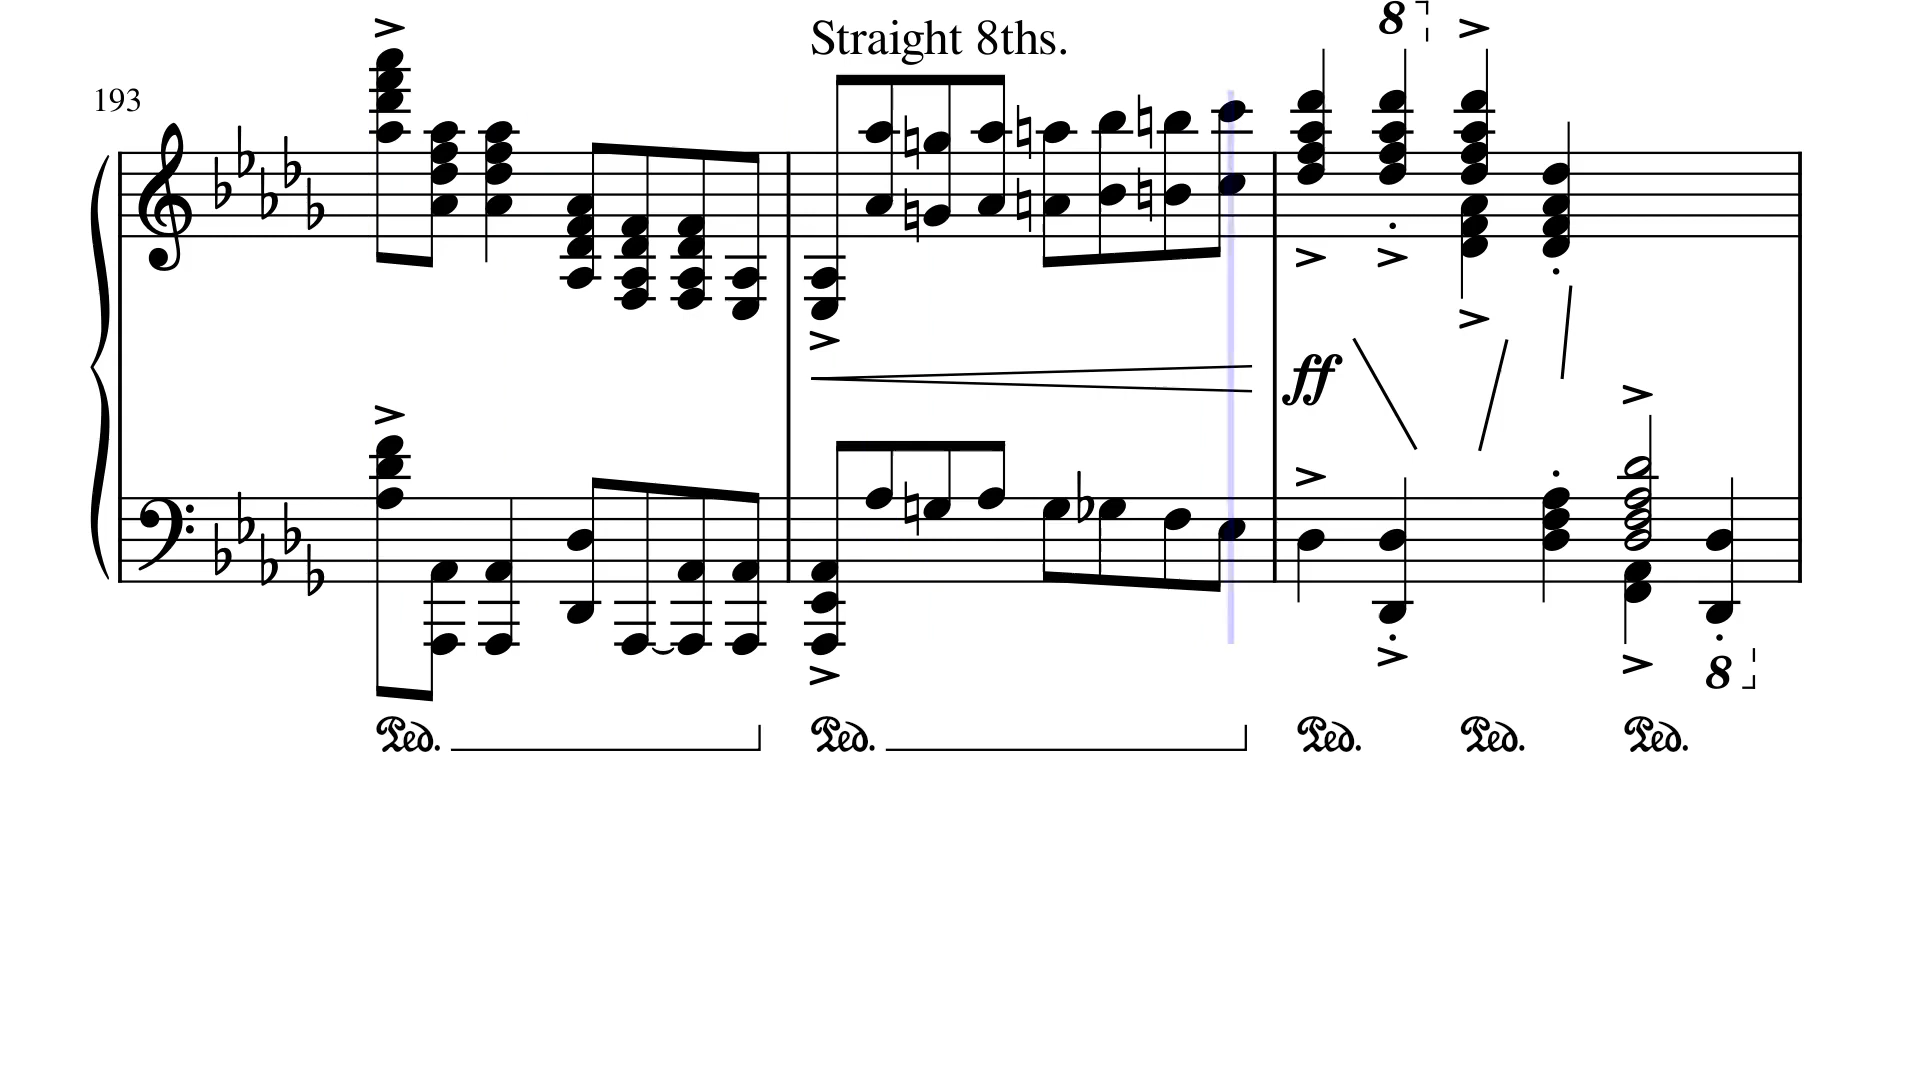 Straight 8ths.
8
193
ff
8
Ped. Ped. Ped. Ped. Ped.